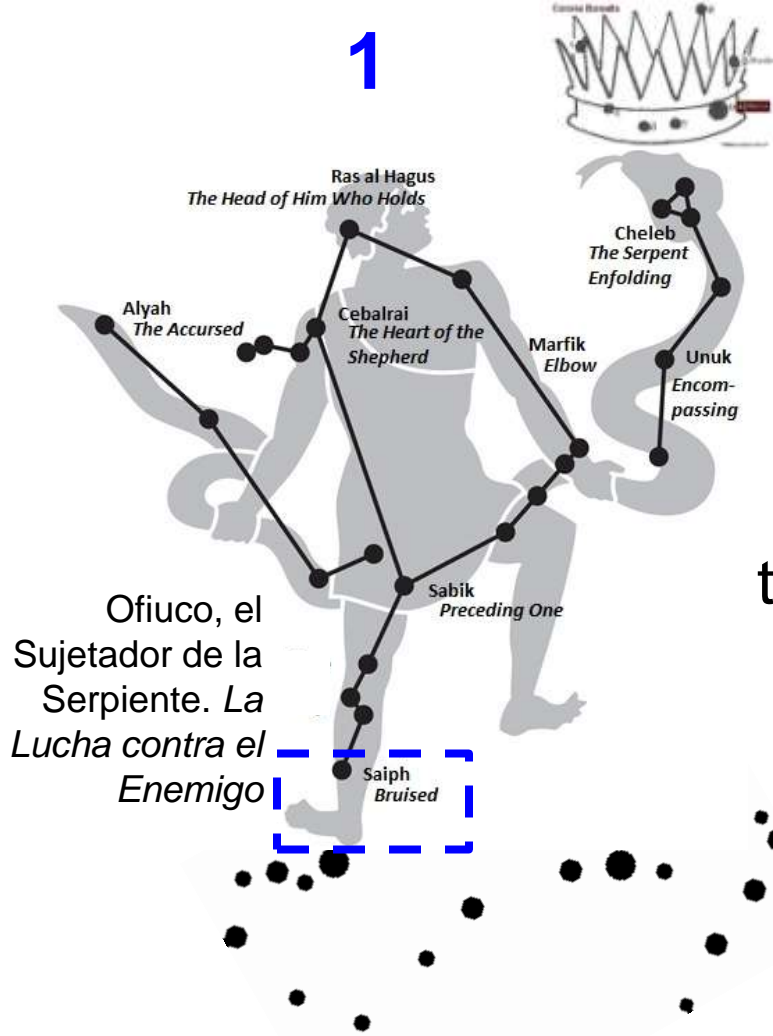 1
Corona Borealis
Ras al Hagus
The Head of Him Who Holds
Cheleb
The Serpent
Enfolding
Alyah
The Accursed
Cebalrai
The Heart of the
Shepherd
Marfik
Elbow
Unuk
Encom-
passing
t
Sabik
Preceding One
Ofiuco, el
Sujetador de la
Serpiente. La
Lucha contra el
Enemigo
Saiph
Bruised